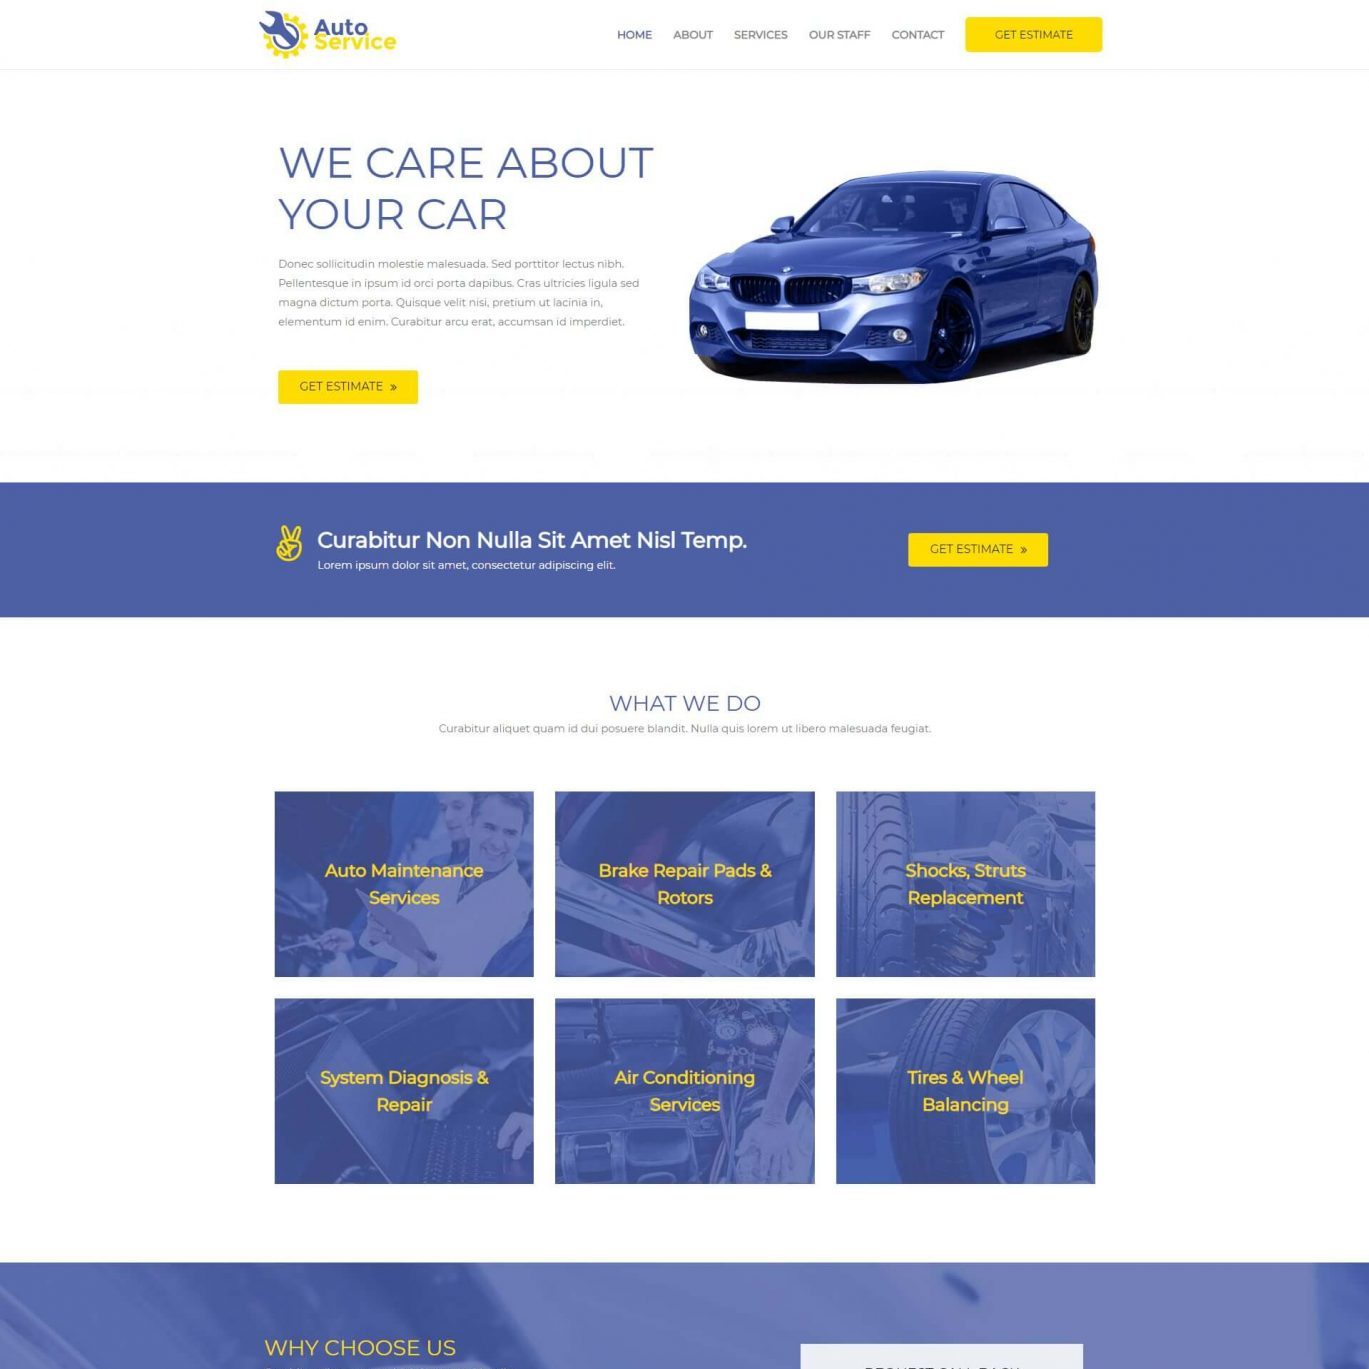 Auto
Service
HOME ABOUT SERVICES OUR STAFF CONTACT GET ESTIMATE
WE CARE ABOUT
YOUR CAR
Donec sollicitudin molestie malesuada. Sed porttitor lectus nibh.
Pellentesque in ipsum id orci porta dapibus. Cras ultricies ligula sed
magna dictum porta. Quisque velit nisi, pretium ut lacinia in,
elementum id enim. Curabitur arcu erat, accumsan id imperdiet.
GET ESTIMATE »
Curabitur Non Nulla Sit Amet Nisl Temp.
Lorem ipsum dolor sit amet, consectetur adipiscing elit.
GET ESTIMATE »
WHAT WE DO
Curabitur aliquet quam id dui posuere blandit. Nulla quis lorem ut libero malesuada feugiat.
Auto Maintenance
Services
Brake Repair Pads &
Rotors
Shocks, Struts
Replacement
System Diagnosis &
Repair
Air Conditioning
Services
Tires & Wheel
Balancing
WHY CHOOSE US
REQUEST CALL BACK